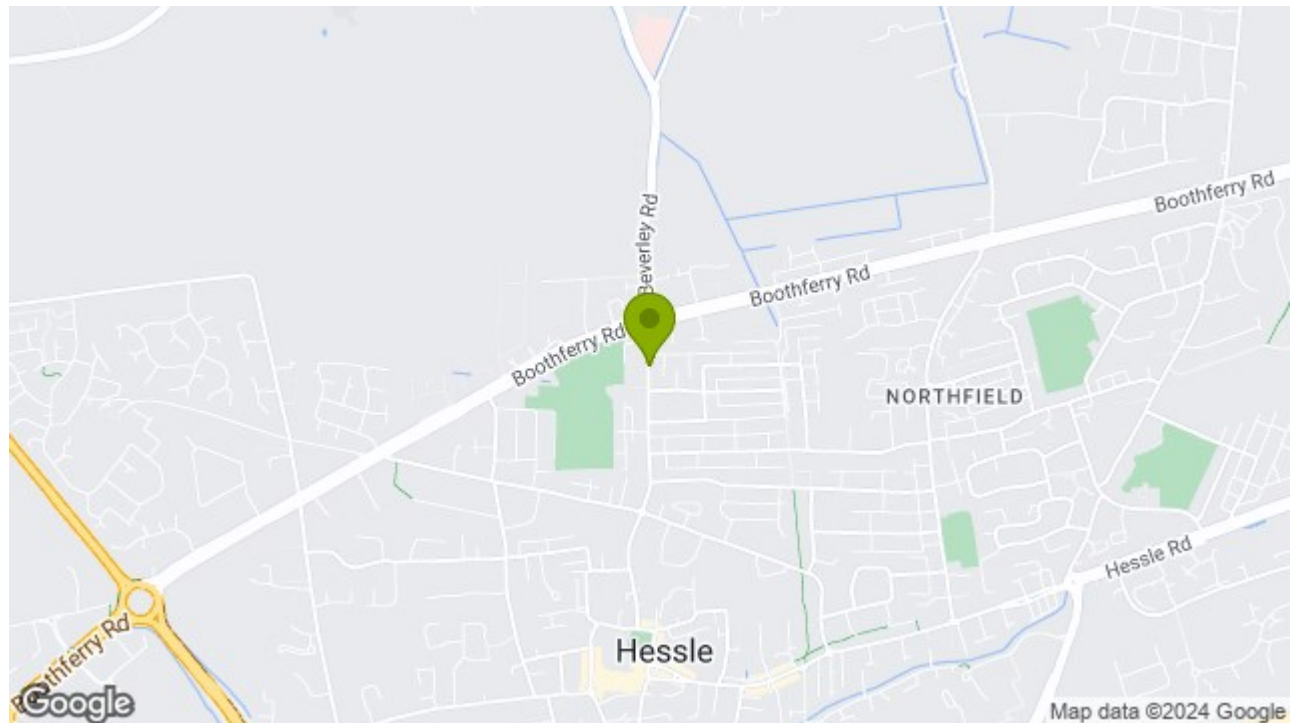 Boothferry Rd
Beverley Rd
Boothferry Rd
Boothferry Rd
NORTHFIELD
Hessle Rd
Boothferry Rd
Hessle
Google
Map data ©2024 Google